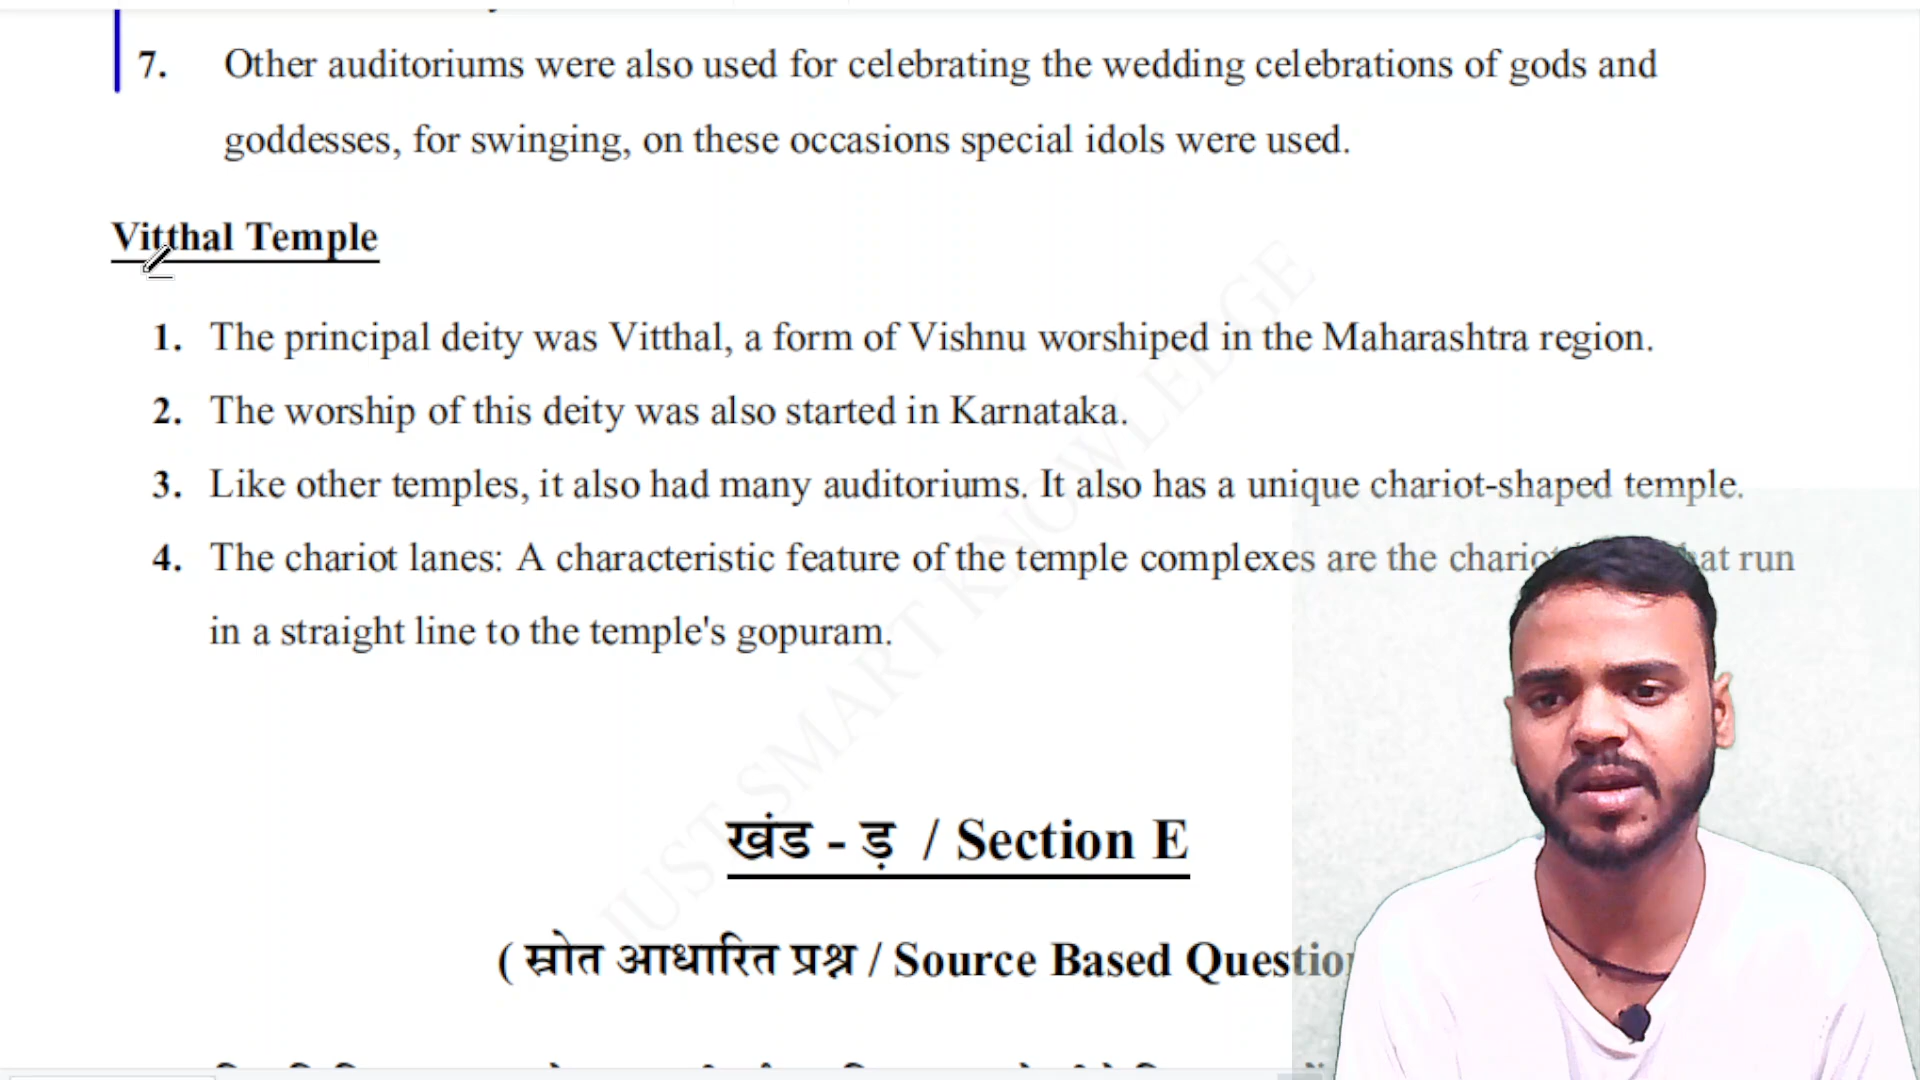 7. Other auditoriums were also used for celebrating the wedding celebrations of gods and
goddesses, for swinging, on these occasions special idols were used.
Vitthal Temple
1. The principal deity was Vitthal, a form of Vishnu worshiped in the Maharashtra region.
2. The worship of this deity was also started in Karnataka.
3. Like other temples, it also had many auditoriums. It also has a unique chariot-shaped temple.
4. The chariot lanes: A characteristic feature of the temple complexes are the run
in a straight line to the temple's gopuram.
खंड - ड़ / Section E
( स्रोत आधारित प्रश्न / Source Based
JUST SMART KNOWLEDGE